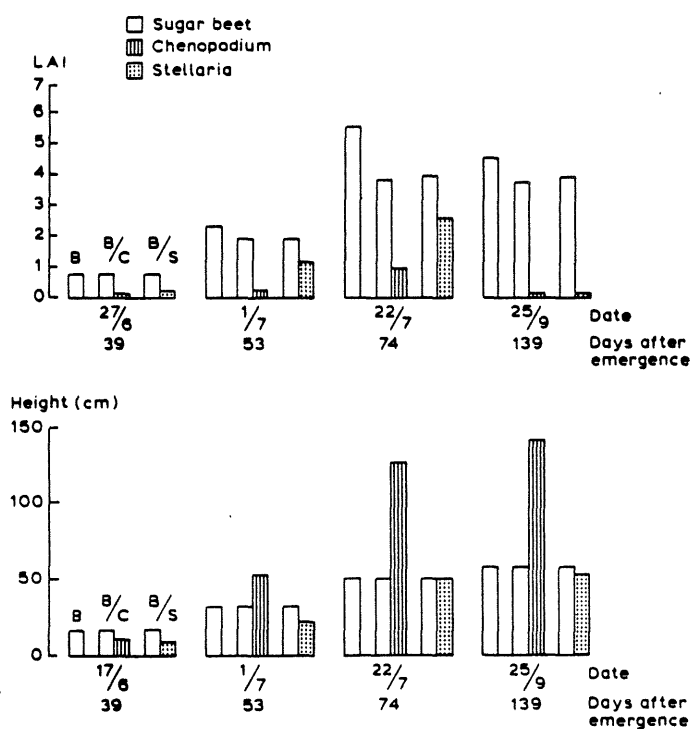 Sugar beet
Chenopodium
Stellaria
LAI
7
6
5
4
3
2
1
0
B B/C B/S
27/6 1/7 22/7 25/9 Date
39 53 74 139 Days after
emergence
Height (cm)
150
100
50
0
B B/C B/S
17/6 1/7 22/7 25/9 Date
39 53 74 139 Days after
emergence